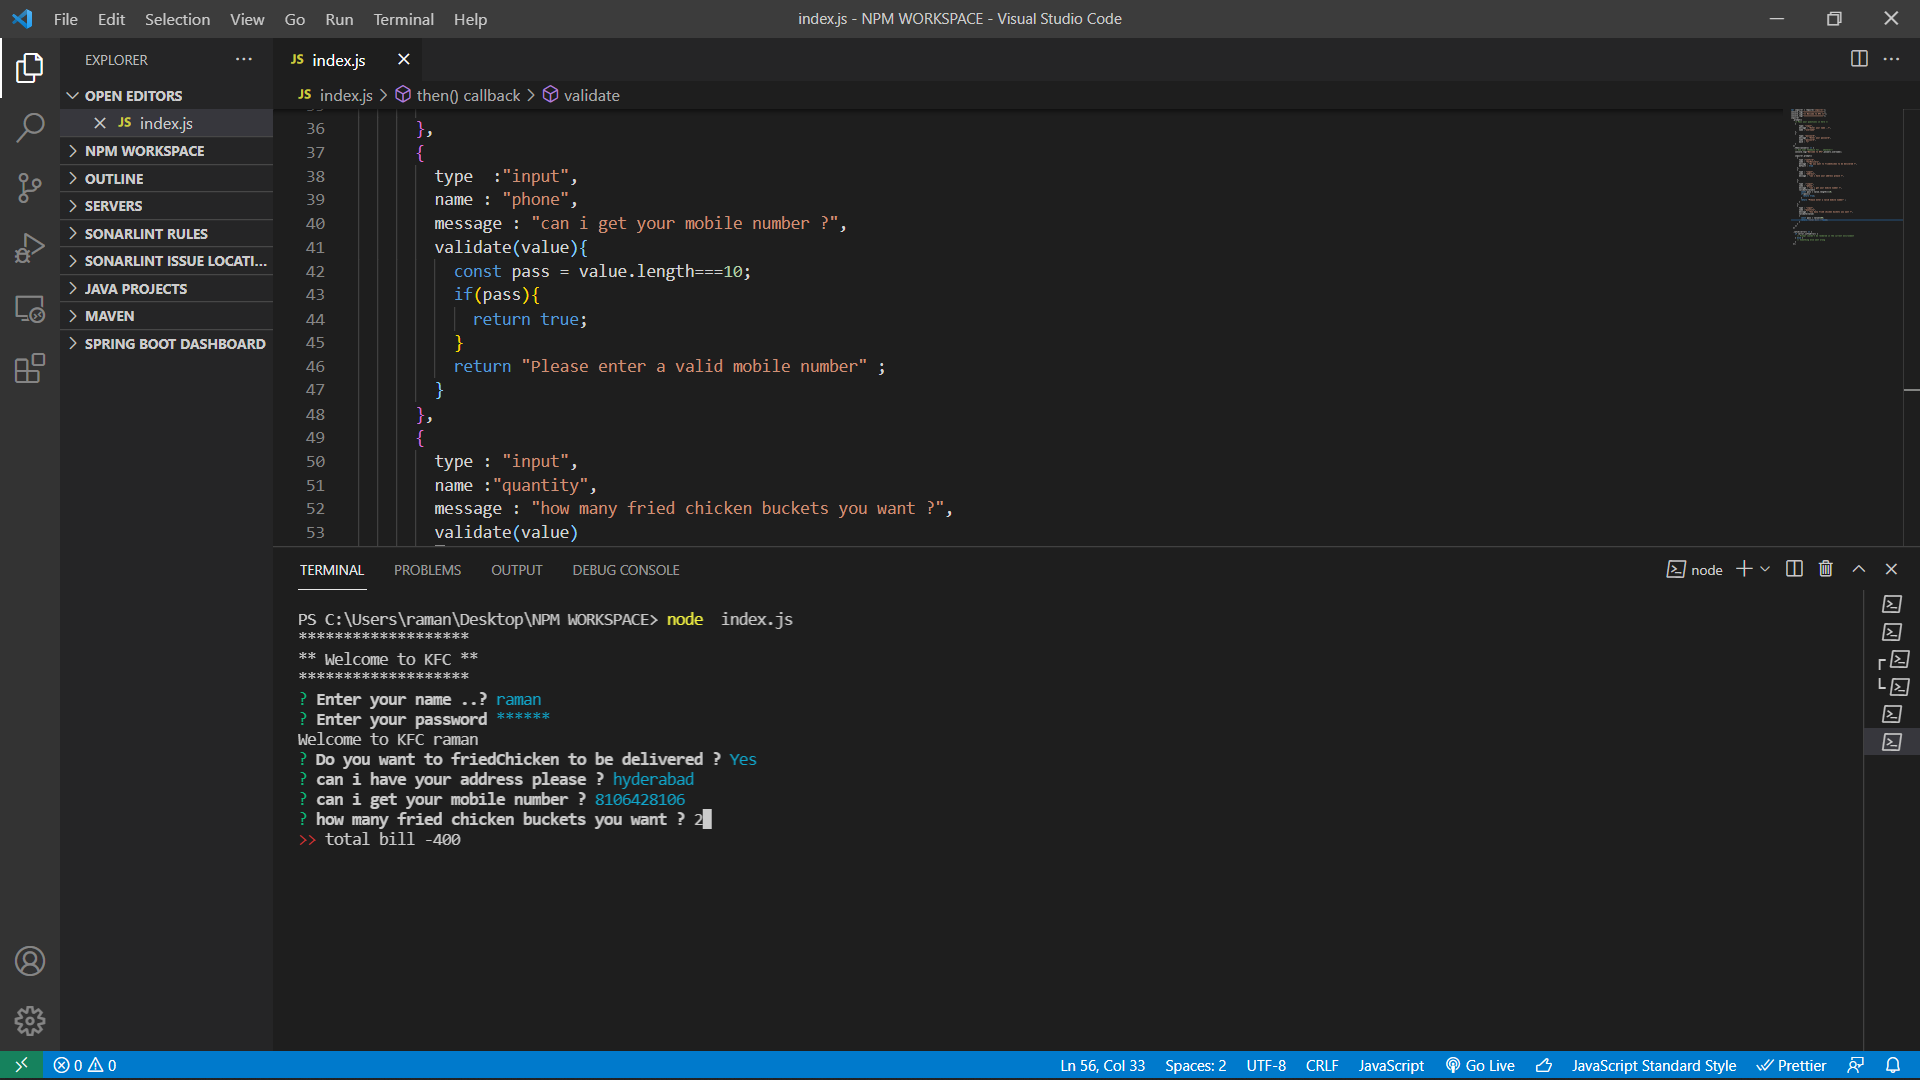 File Edit Selection View Go Run Terminal Help
index.js - NPM WORKSPACE - Visual Studio Code
EXPLORER
JS index.js
OPEN EDITORS
JS index.js > then() callback > validate
JS index.js
NPM WORKSPACE
OUTLINE
SERVERS
SONARLINT RULES
SONARLINT ISSUE LOCATI...
JAVA PROJECTS
MAVEN
SPRING BOOT DASHBOARD
36 },
37 {
38 type  :"input",
39 name : "phone",
40 message : "can i get your mobile number ?",
41 validate(value){
42 const pass = value.length===10;
43 if(pass){
44 return true;
45 }
46 return "Please enter a valid mobile number" ;
47 }
48 },
49 {
50 type : "input",
51 name :"quantity",
52 message : "how many fried chicken buckets you want ?",
53 validate(value)
TERMINAL PROBLEMS OUTPUT DEBUG CONSOLE
node
PS C:\Users\raman\Desktop\NPM WORKSPACE> node  index.js
*******************
** Welcome to KFC **
*******************
? Enter your name ..? raman
? Enter your password ******
Welcome to KFC raman
? Do you want to friedChicken to be delivered ? Yes
? can i have your address please ? hyderabad
? can i get your mobile number ? 8106428106
? how many fried chicken buckets you want ? 2
>> total bill -400
0 0 Ln 56, Col 33 Spaces: 2 UTF-8 CRLF JavaScript Go Live JavaScript Standard Style Prettier